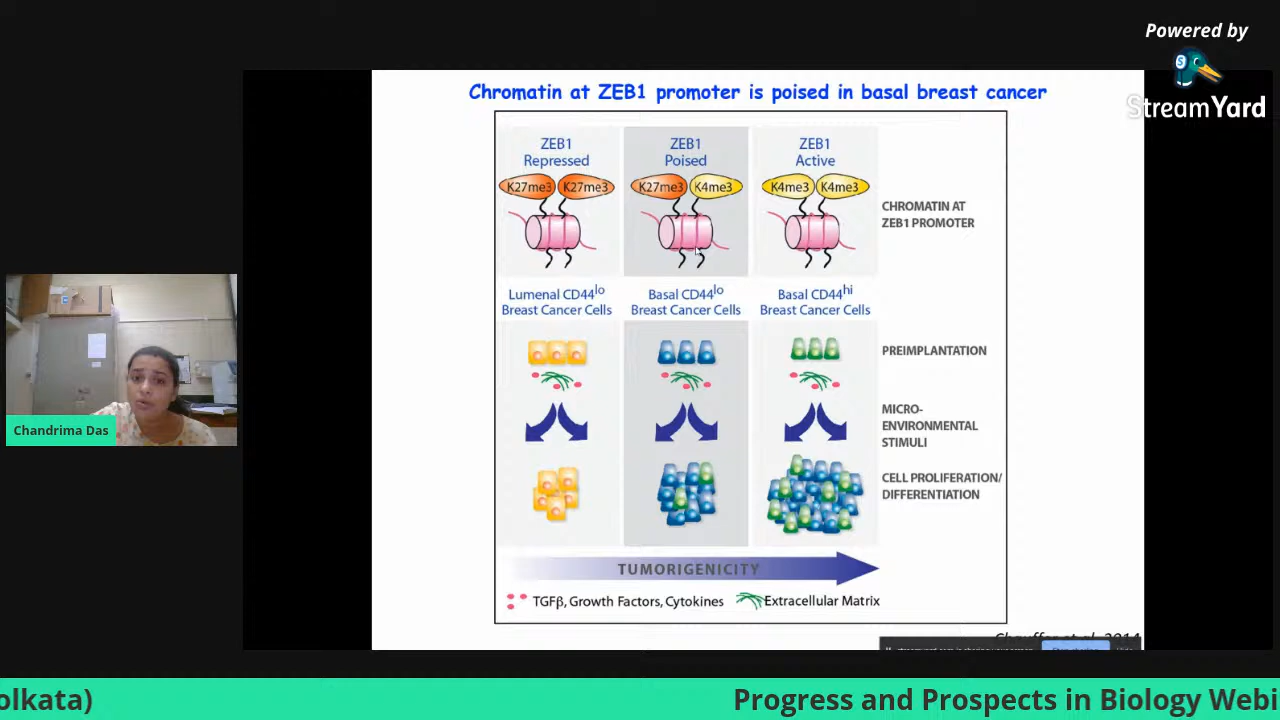 Powered by
S
StreamYard
Chromatin at ZEB1 promoter is poised in basal breast cancer
ZEB1
Repressed
ZEB1
Poised
ZEB1
Active
K27me3 K27me3
K27me3 K4me3
K4me3 K4me3
CHROMATIN AT
ZEB1 PROMOTER
Lumenal CD44lo
Breast Cancer Cells
Basal CD44lo
Breast Cancer Cells
Basal CD44hi
Breast Cancer Cells
PREIMPLANTATION
MICRO-
ENVIRONMENTAL
STIMULI
CELL PROLIFERATION/
DIFFERENTIATION
TUMORIGENICITY
TGFβ, Growth Factors, Cytokines
Extracellular Matrix
Chandrima Das
olkata)
Progress and Prospects in Biology Webi